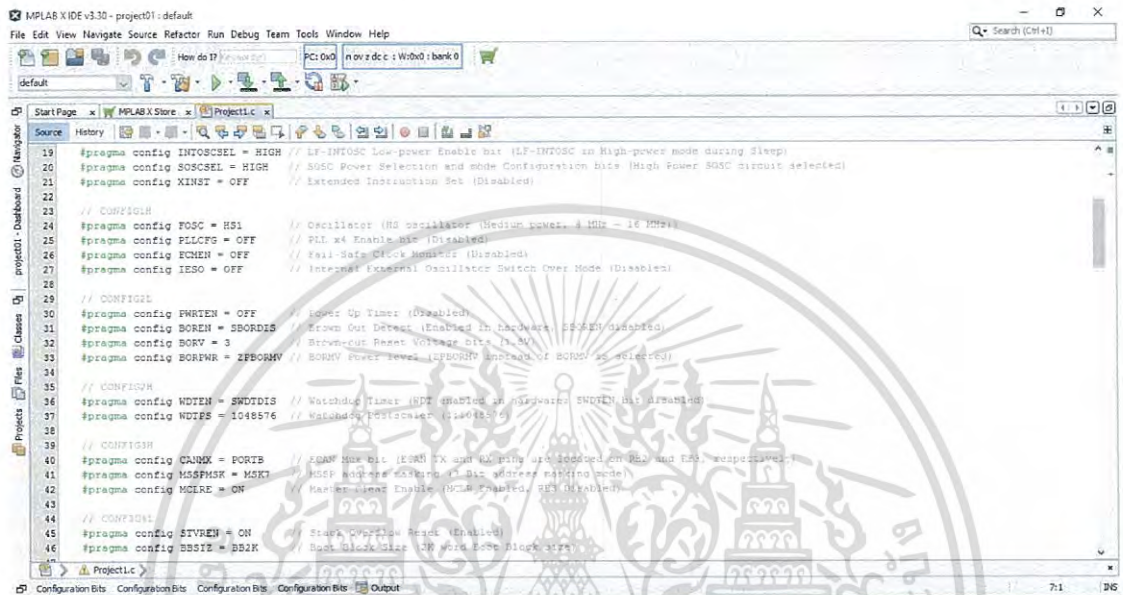 MPLAB X IDE v3.30 - project01 : default
File Edit View Navigate Source Refactor Run Debug Team Tools Window Help
Search (Ctrl+I)
How do I?
PC: 0x0
n ov z dc c : W:0x0 : bank 0
default
Start Page
MPLAB X Store
Project1.c
Source History
19 #pragma config INTOSCSEL = HIGH // LF-INTOSC Low-power Enable bit (LF-INTOSC in High-power mode during Sleep)
20 #pragma config SOSCSEL = HIGH // SOSC Power Selection and mode Configuration bits (High Power SOSC circuit selected)
21 #pragma config XINST = OFF // Extended Instruction Set (Disabled)
22
23 // CONFIG1H
24 #pragma config FOSC = HS1 // Oscillator (HS oscillator (Medium power, 4 MHz - 16 MHz))
25 #pragma config PLLCFG = OFF // PLL x4 Enable bit (Disabled)
26 #pragma config FCMEN = OFF // Fail-Safe Clock Monitor (Disabled)
27 #pragma config IESO = OFF // Internal External Oscillator Switch Over Mode (Disabled)
28
29 // CONFIG2L
30 #pragma config PWRTEN = OFF // Power Up Timer (Disabled)
31 #pragma config BOREN = SBORDIS // Brown Out Detect (Enabled in hardware, SBOREN disabled)
32 #pragma config BORV = 3 // Brown-out Reset Voltage bits (1.8V)
33 #pragma config BORPWR = ZPBORMV // BORMV Power level (ZPBORMV instead of BORMV is selected)
34
35 // CONFIG2H
36 #pragma config WDTEN = SWDTDIS // Watchdog Timer (WDT enabled in hardware; SWDTEN bit disabled)
37 #pragma config WDTPS = 1048576 // Watchdog Postscaler (1:1048576)
38
39 // CONFIG3H
40 #pragma config CANMX = PORTB // ECAN Mux bit (ECAN TX and RX pins are located on RB2 and RB3, respectively)
41 #pragma config MSSPMSK = MSK7 // MSSP address masking (7 Bit address masking mode)
42 #pragma config MCLRE = ON // Master Clear Enable (MCLR Enabled, RE3 Disabled)
43
44 // CONFIG4L
45 #pragma config STVREN = ON // Stack Overflow Reset (Enabled)
46 #pragma config BBSIZ = BB2K // Boot Block Size (2K word Boot Block size)
Project1.c
Configuration Bits Configuration Bits Configuration Bits Configuration Bits Output
7:1 INS
Navigator
project01 - Dashboard
Classes
Files
Projects